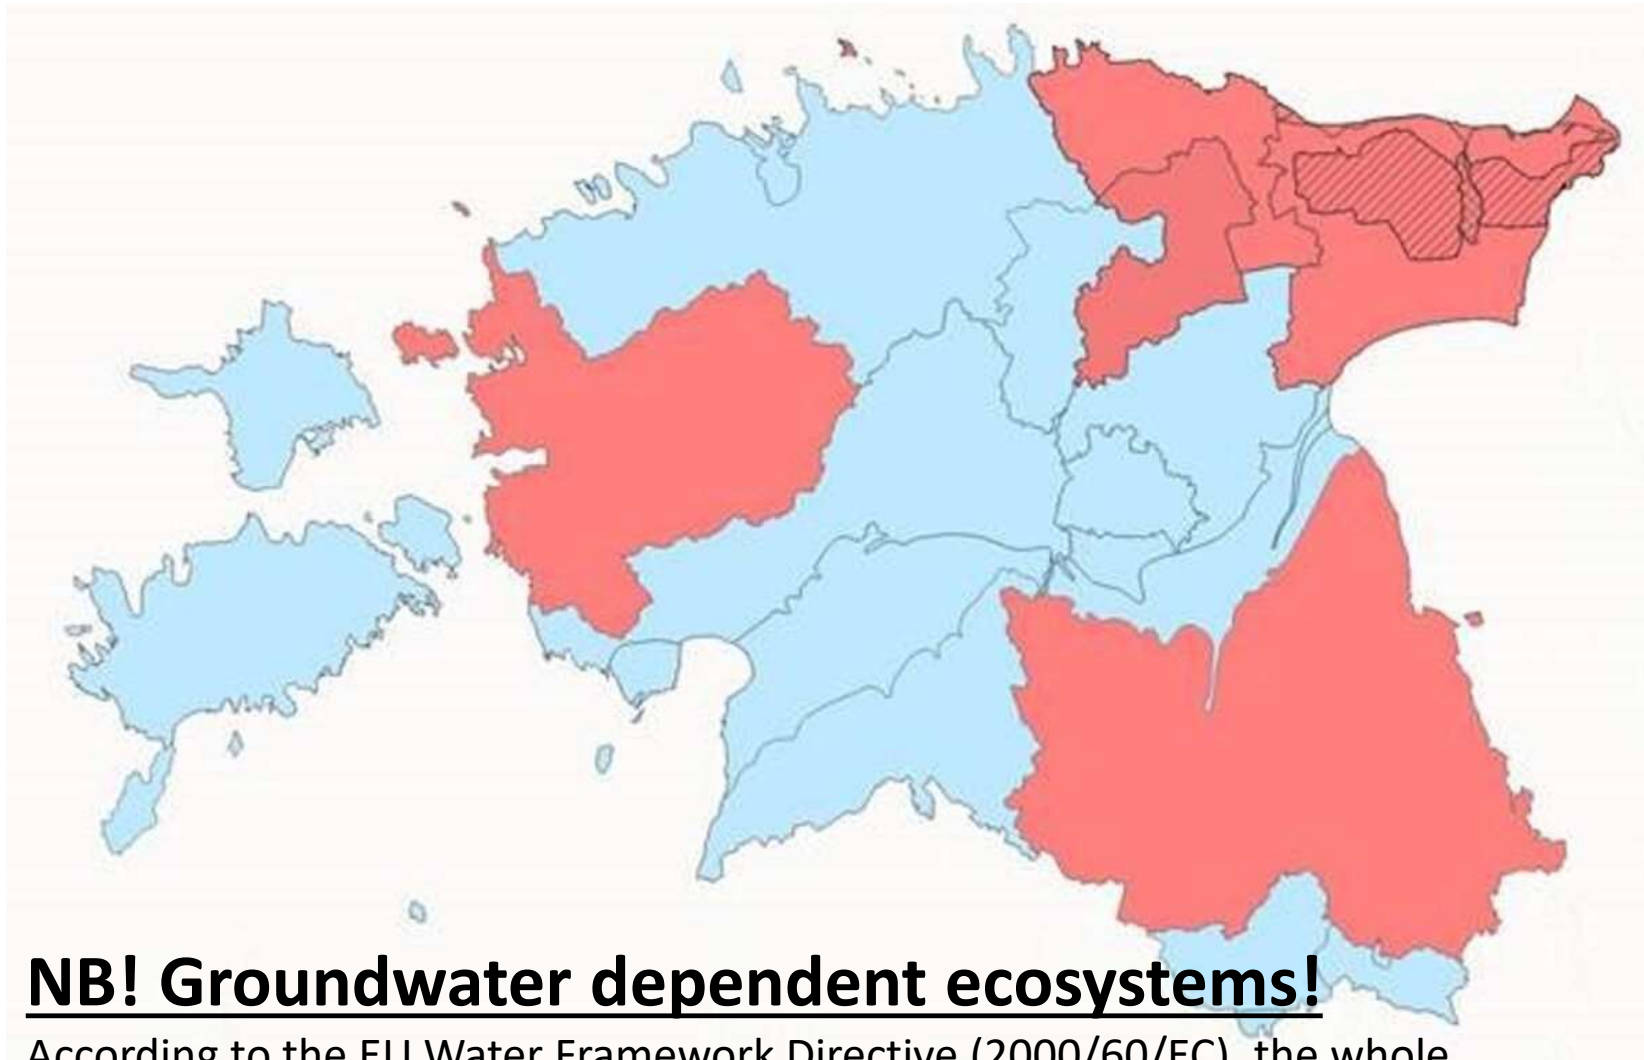 NB! Groundwater dependent ecosystems!
According to the EU Water Framework Directive (2000/60/EC), the whole